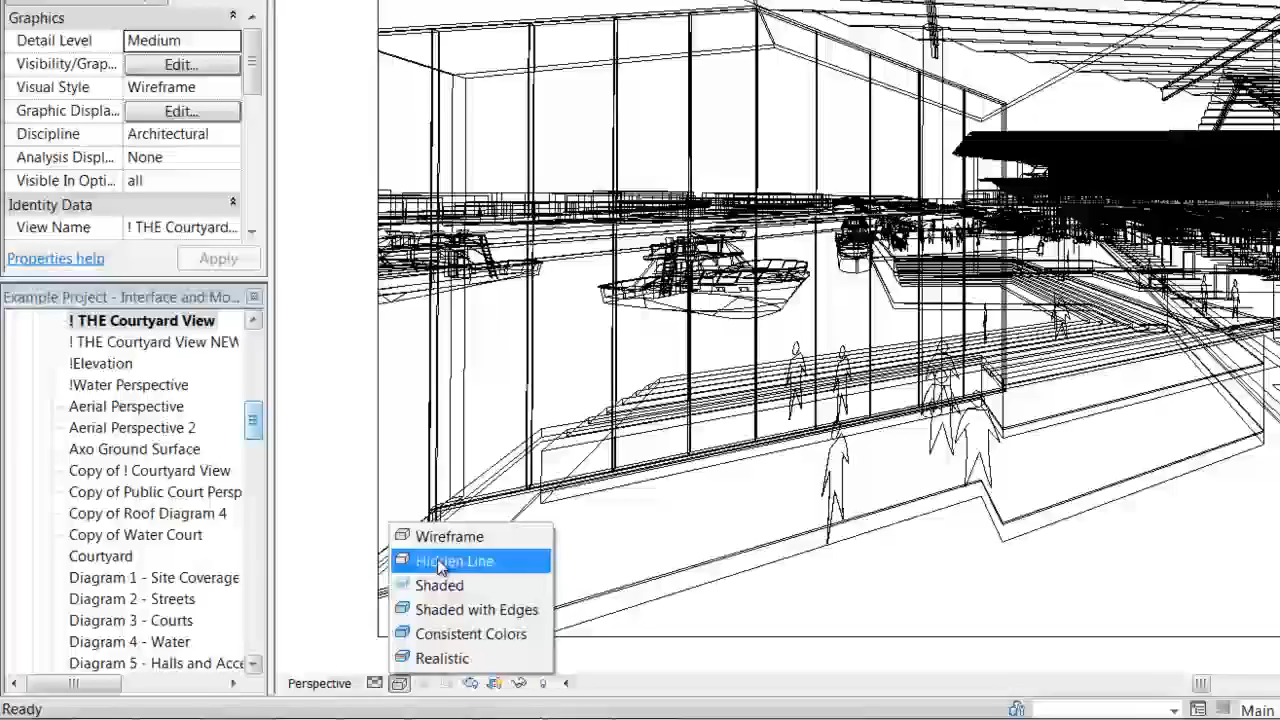 Graphics
Detail Level Medium
Visibility/Grap... Edit...
Visual Style Wireframe
Graphic Displa... Edit...
Discipline Architectural
Analysis Displ... None
Visible In Opti... all
Identity Data
View Name ! THE Courtyard...
Properties help Apply
Example Project - Interface and Mo...
! THE Courtyard View
! THE Courtyard View NEW
!Elevation
!Water Perspective
Aerial Perspective
Aerial Perspective 2
Axo Ground Surface
Copy of ! Courtyard View
Copy of Public Court Persp
Copy of Roof Diagram 4
Copy of Water Court
Courtyard
Diagram 1 - Site Coverage
Diagram 2 - Streets
Diagram 3 - Courts
Diagram 4 - Water
Diagram 5 - Halls and Acce
Wireframe
Hidden Line
Shaded
Shaded with Edges
Consistent Colors
Realistic
Perspective
Ready
Main